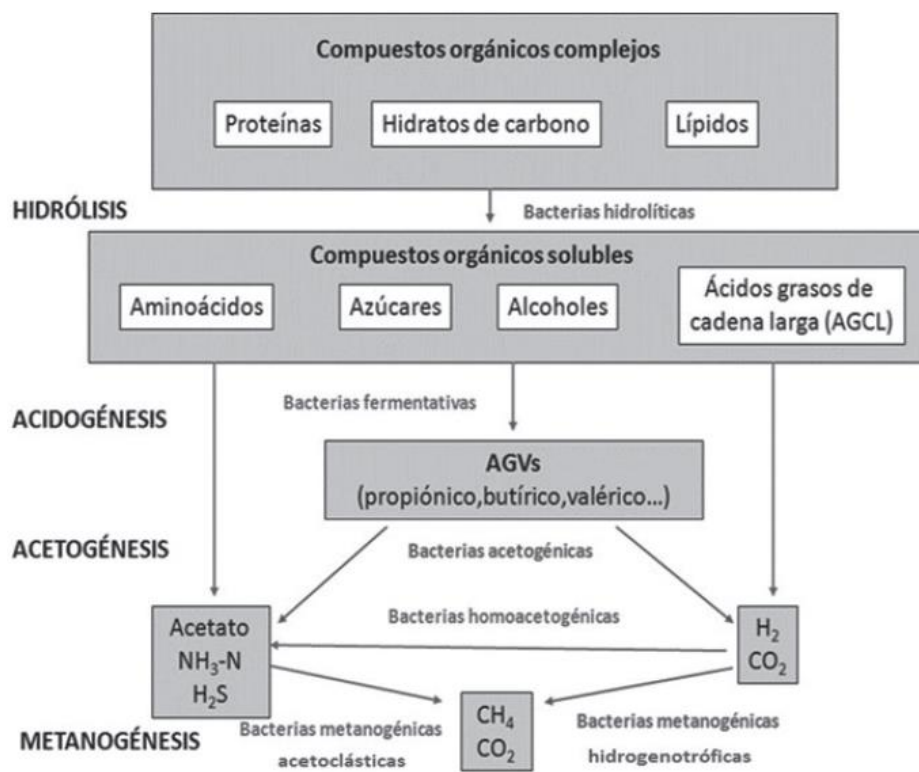 Compuestos orgánicos complejos
Proteínas
Hidratos de carbono
Lípidos
HIDRÓLISIS
Bacterias hidrolíticas
Compuestos orgánicos solubles
Aminoácidos
Azúcares
Alcoholes
Ácidos grasos de
cadena larga (AGCL)
Bacterias fermentativas
ACIDOGÉNESIS
AGVs
(propiónico,butírico,valérico...)
ACETOGÉNESIS
Bacterias acetogénicas
Bacterias homoacetogénicas
Acetato
NH₃-N
H₂S
H₂
CO₂
METANOGÉNESIS
Bacterias metanogénicas
acetoclásticas
CH₄
CO₂
Bacterias metanogénicas
hidrogenotróficas